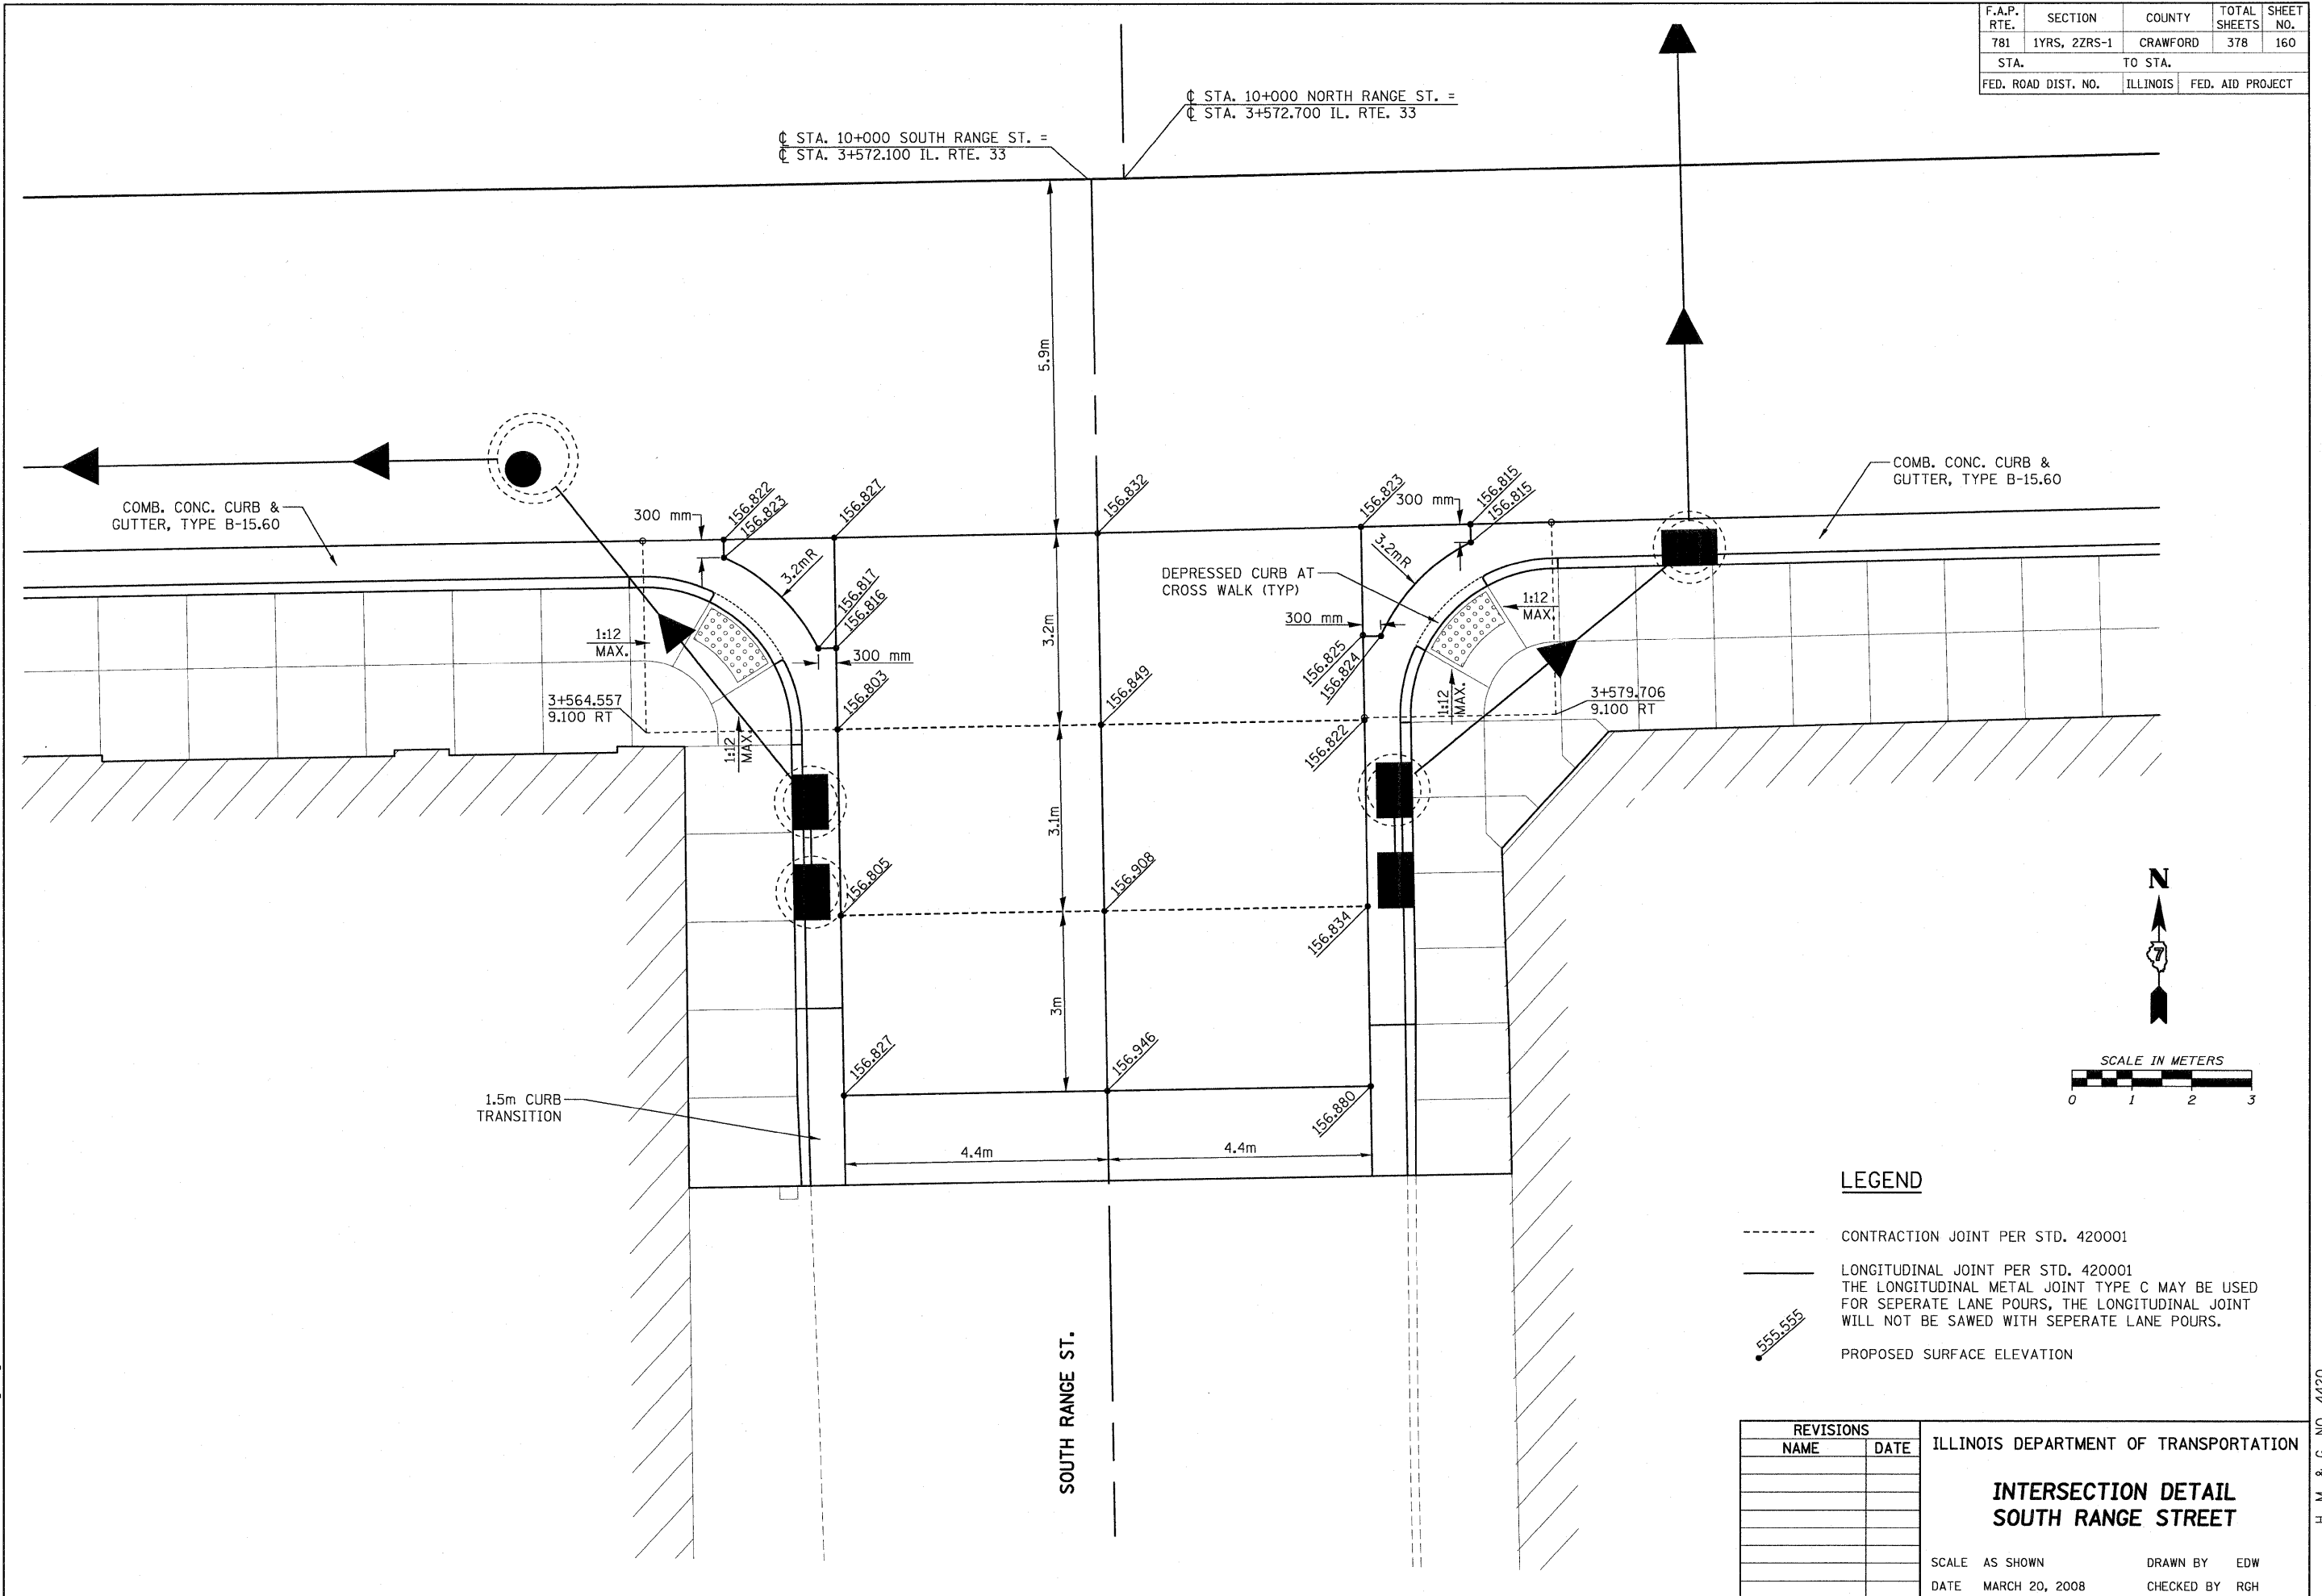 F.A.P. RTE. SECTION COUNTY TOTAL SHEETS SHEET NO.
781 1YRS, 2ZRS-1 CRAWFORD 378 160
STA. TO STA.
FED. ROAD DIST. NO. ILLINOIS FED. AID PROJECT
℄ STA. 10+000 NORTH RANGE ST. =
℄ STA. 3+572.700 IL. RTE. 33
℄ STA. 10+000 SOUTH RANGE ST. =
℄ STA. 3+572.100 IL. RTE. 33
5.9m
COMB. CONC. CURB &
GUTTER, TYPE B-15.60
300 mm
156.822
156.823
156.827
156.832
156.823
300 mm
156.815
156.815
COMB. CONC. CURB &
GUTTER, TYPE B-15.60
3.2mR
156.817
156.816
3.2mR
DEPRESSED CURB AT
CROSS WALK (TYP)
1:12
MAX.
300 mm
3.2m
300 mm
1:12
MAX.
156.825
156.824
3+564.557
9.100 RT
1:12
MAX.
156.803
156.849
156.822
1:12
MAX.
3+579.706
9.100 RT
3.1m
156.805
156.908
156.834
N
7
3m
156.827
156.946
156.880
SCALE IN METERS
0 1 2 3
1.5m CURB
TRANSITION
4.4m
4.4m
SOUTH RANGE ST.
LEGEND
CONTRACTION JOINT PER STD. 420001
LONGITUDINAL JOINT PER STD. 420001
THE LONGITUDINAL METAL JOINT TYPE C MAY BE USED
FOR SEPERATE LANE POURS, THE LONGITUDINAL JOINT
WILL NOT BE SAWED WITH SEPERATE LANE POURS.
555.555
PROPOSED SURFACE ELEVATION
REVISIONS
NAME DATE
ILLINOIS DEPARTMENT OF TRANSPORTATION
INTERSECTION DETAIL
SOUTH RANGE STREET
SCALE AS SHOWN DRAWN BY EDW
DATE MARCH 20, 2008 CHECKED BY RGH